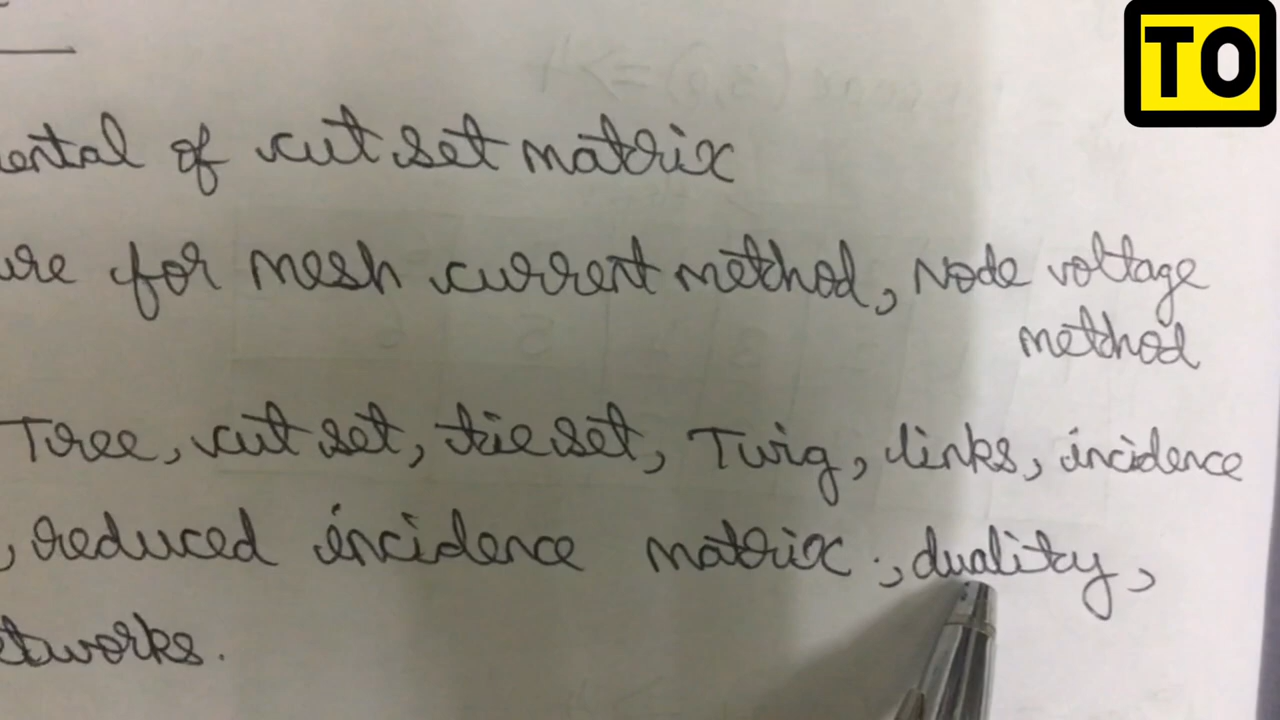 TO
ental of cut set matrix
ure for mesh current method, Node voltage
method
Tree, cut set, tie set, Twig, links, incidence
, reduced incidence matrix, duality,
tworks.